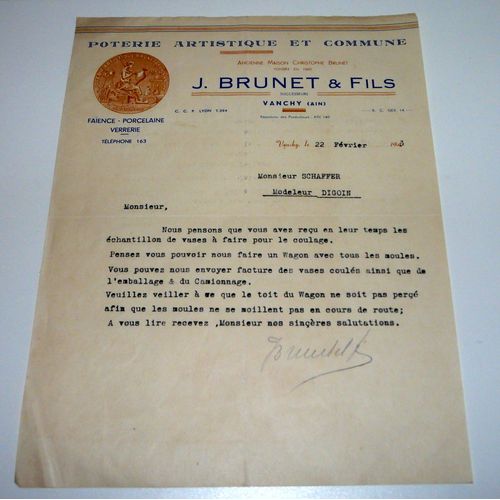 POTERIE ARTISTIQUE ET COMMUNE
ANCIENNE MAISON CHRISTOPHE BRUNET
J. BRUNET & FILS
SUCCESSEURS
VANCHY (AIN)
FAÏENCE - PORCELAINE
VERRERIE
TÉLÉPHONE 163
Vanchy, le 22 Février
Monsieur SCHAFFER
Modeleur DIGOIN
Monsieur,
Nous pensons que vous avez reçu en leur temps les
échantillon de vases à faire pour le coulage.
Pensez vous pouvoir nous faire un Wagon avec tous les moules.
Vous pouvez nous envoyer facture des vases coulés ainsi que de
l'emballage & du Camionnage.
Veuillez veiller à ce que le toit du Wagon ne soit pas percé
afin que les moules ne se moillent pas en cours de route;
A vous lire recevez ,Monsieur nos sinçères salutations.